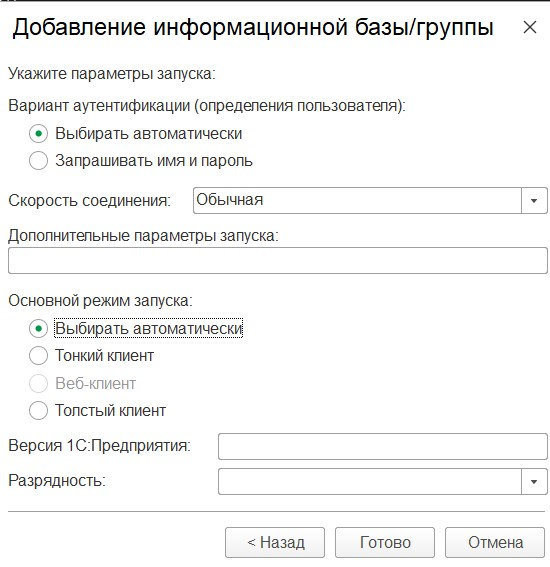 Добавление информационной базы/группы
Укажите параметры запуска:
Вариант аутентификации (определения пользователя):
Выбирать автоматически
Запрашивать имя и пароль
Скорость соединения: Обычная
Дополнительные параметры запуска:
Основной режим запуска:
Выбирать автоматически
Тонкий клиент
Веб-клиент
Толстый клиент
Версия 1С:Предприятия:
Разрядность:
< Назад Готово Отмена